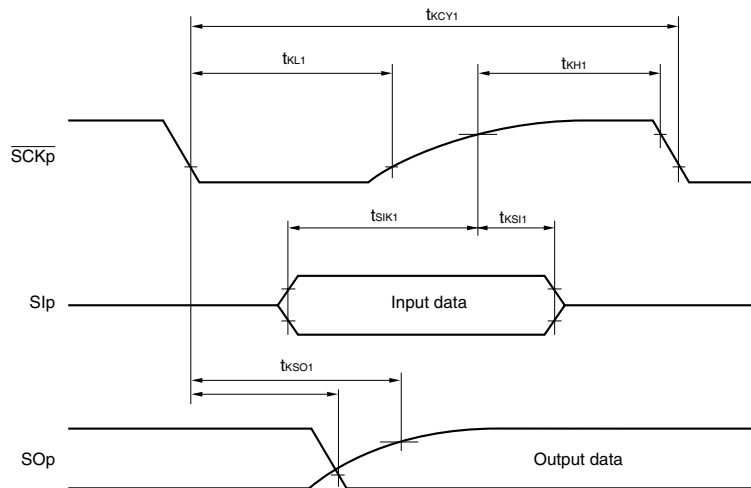 tKCY1
tKL1
tKH1
SCKp
tSIK1
tKSI1
SIp
Input data
tKSO1
SOp
Output data